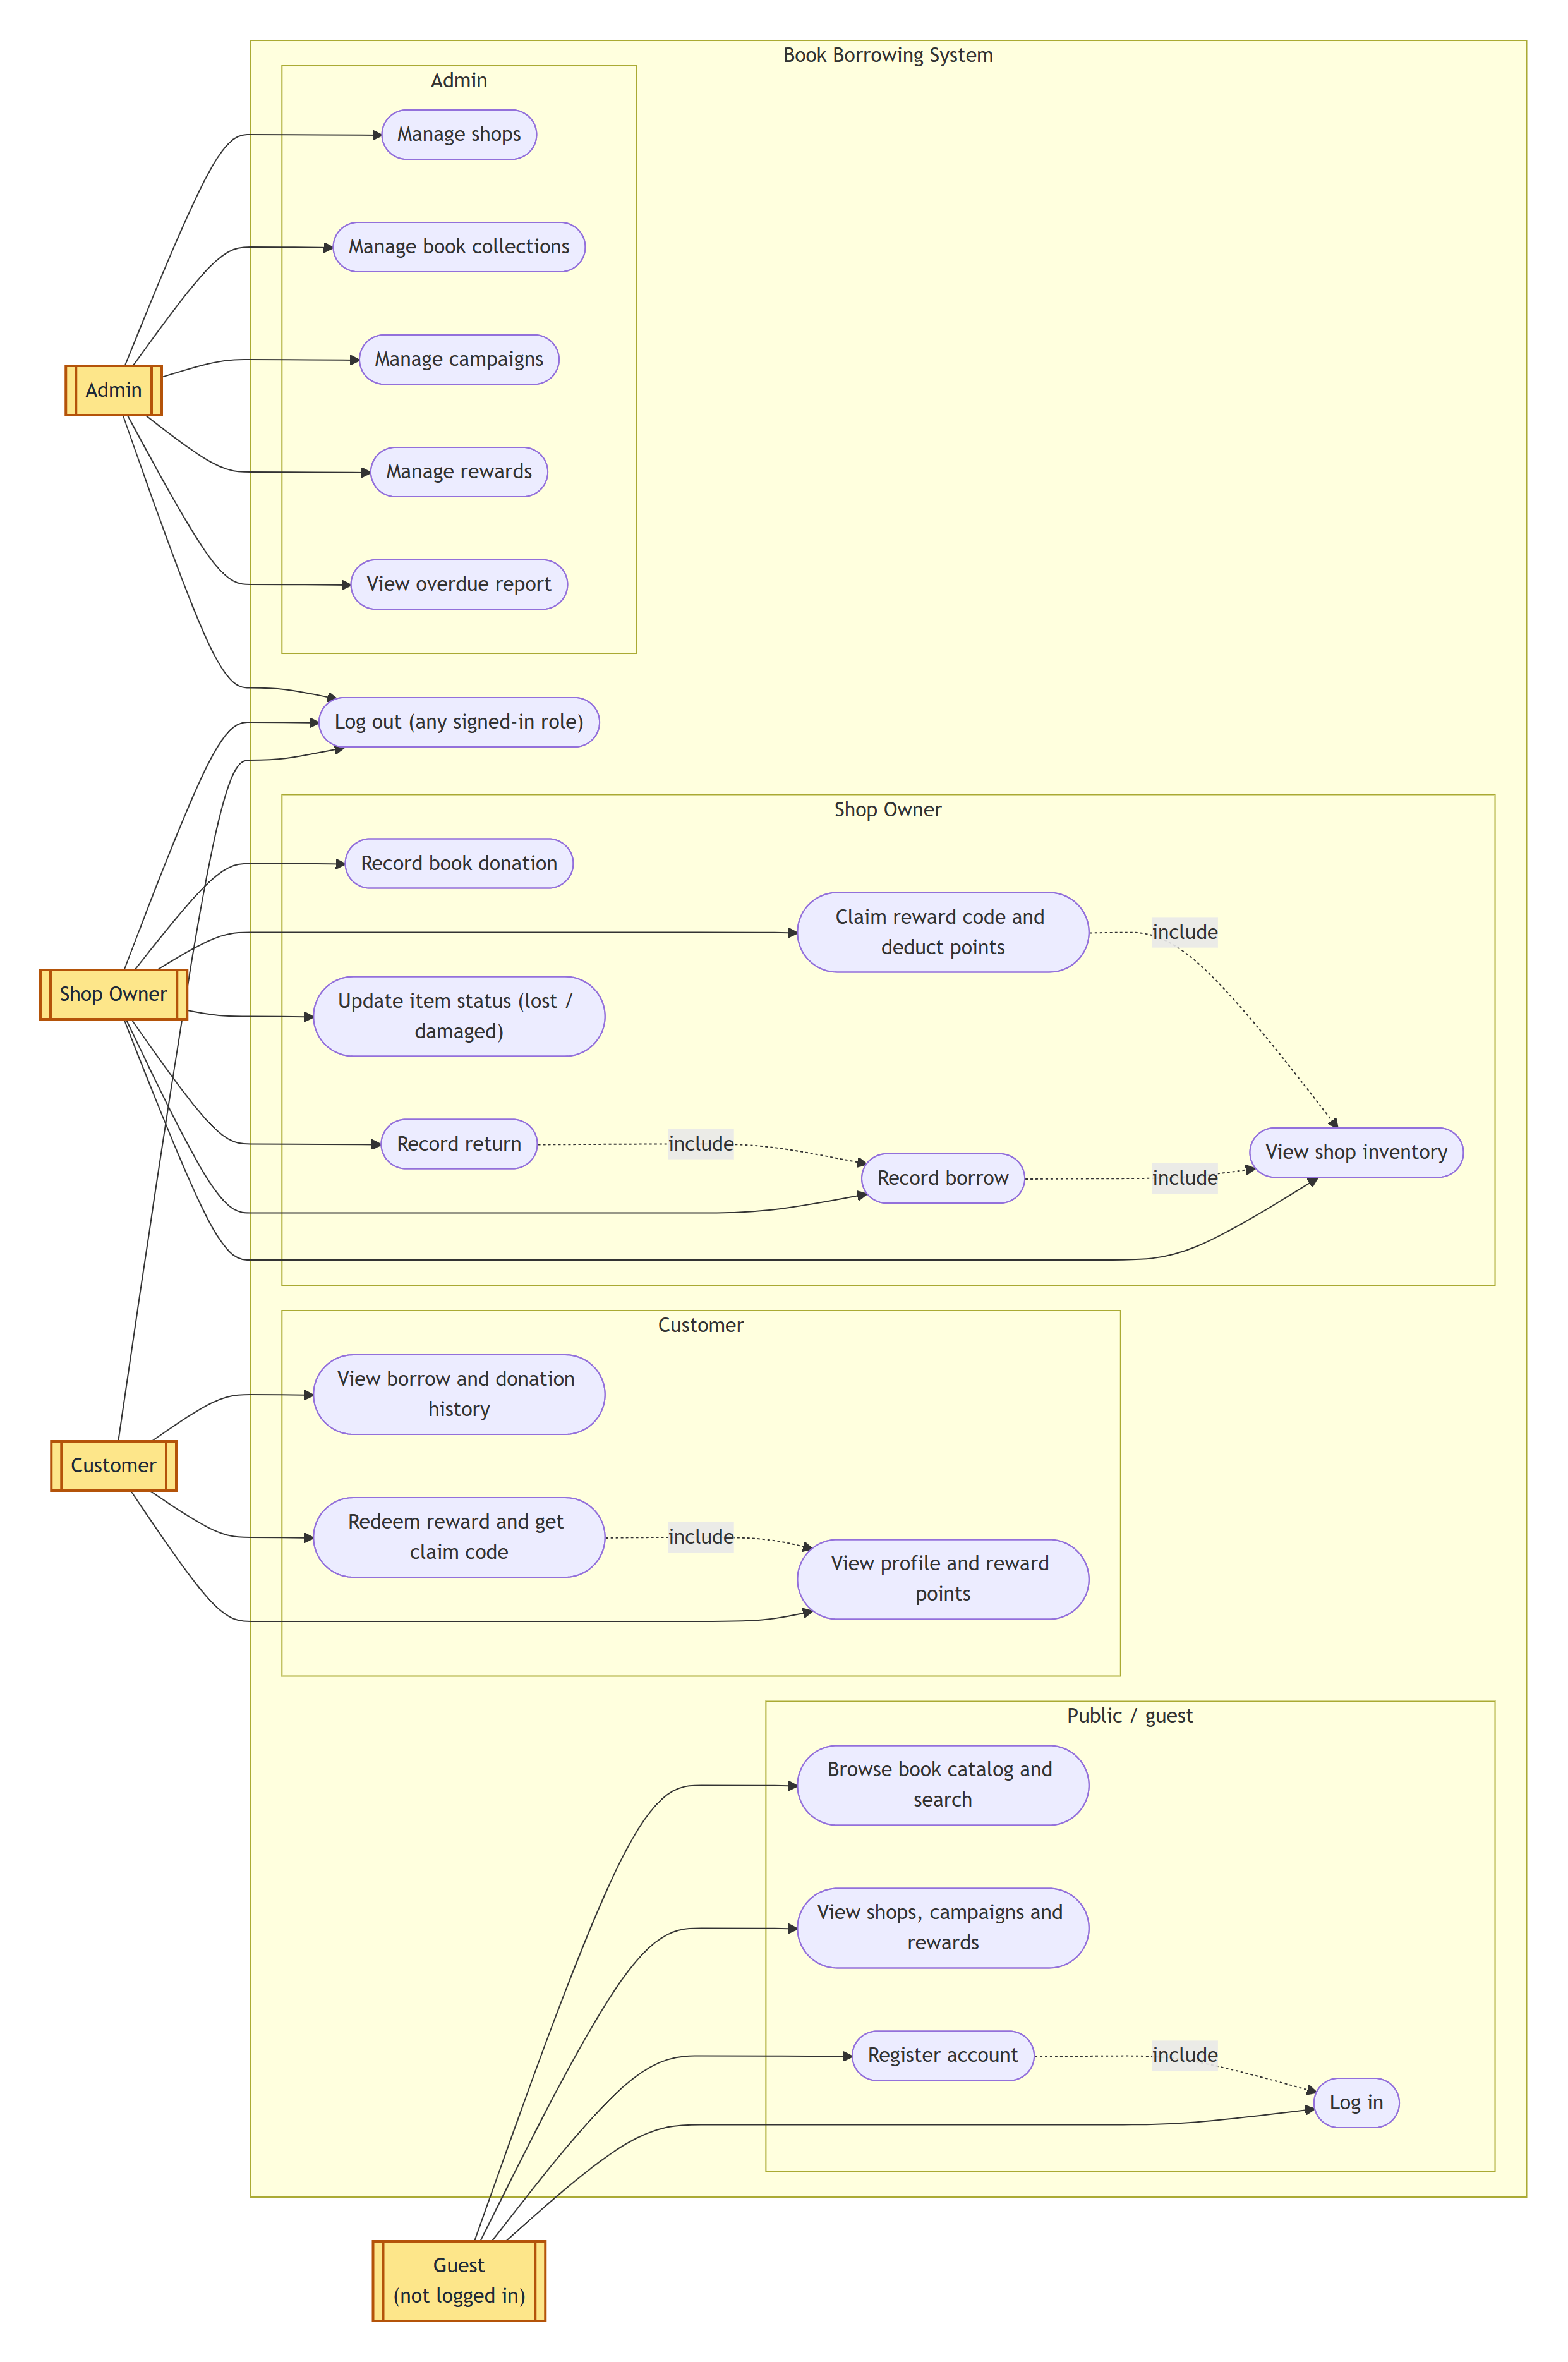 Book Borrowing System
Admin
Manage shops
Manage book collections
Manage campaigns
Admin
Manage rewards
View overdue report
Log out (any signed-in role)
Shop Owner
Record book donation
Claim reward code and
deduct points
include
Shop Owner
Update item status (lost /
damaged)
Record return
include
Record borrow
include
View shop inventory
Customer
View borrow and donation
history
Customer
Redeem reward and get
claim code
include
View profile and reward
points
Public / guest
Browse book catalog and
search
View shops, campaigns and
rewards
Register account
include
Log in
Guest
(not logged in)